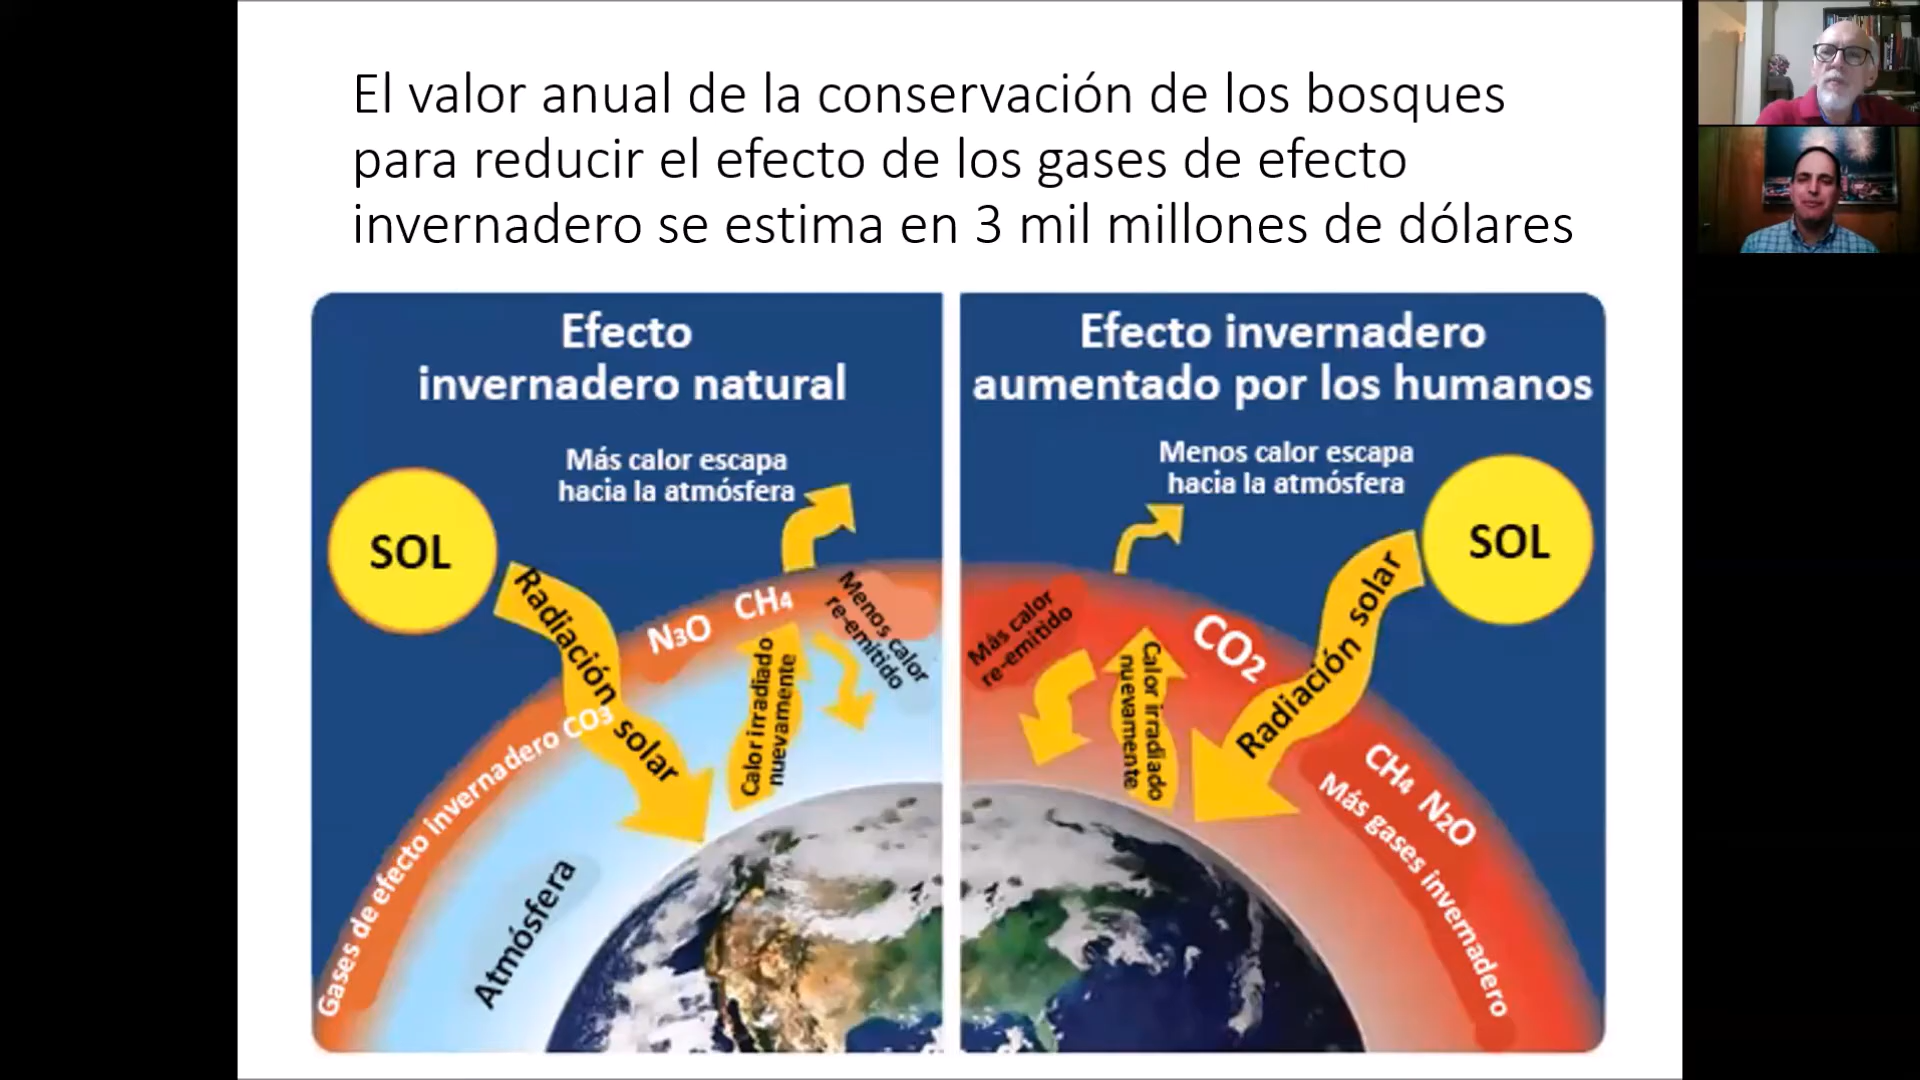 El valor anual de la conservación de los bosques
para reducir el efecto de los gases de efecto
invernadero se estima en 3 mil millones de dólares
Efecto
invernadero natural
Más calor escapa
hacia la atmósfera
SOL
Radiación solar
N3O CH4
Menos calor
re-emitido
Calor irradiado
nuevamente
Gases de efecto invernadero CO3
Atmósfera
Efecto invernadero
aumentado por los humanos
Menos calor escapa
hacia la atmósfera
SOL
Radiación solar
Más calor
re-emitido
CO2
Calor irradiado
nuevamente
CH4 N2O
Más gases invernadero